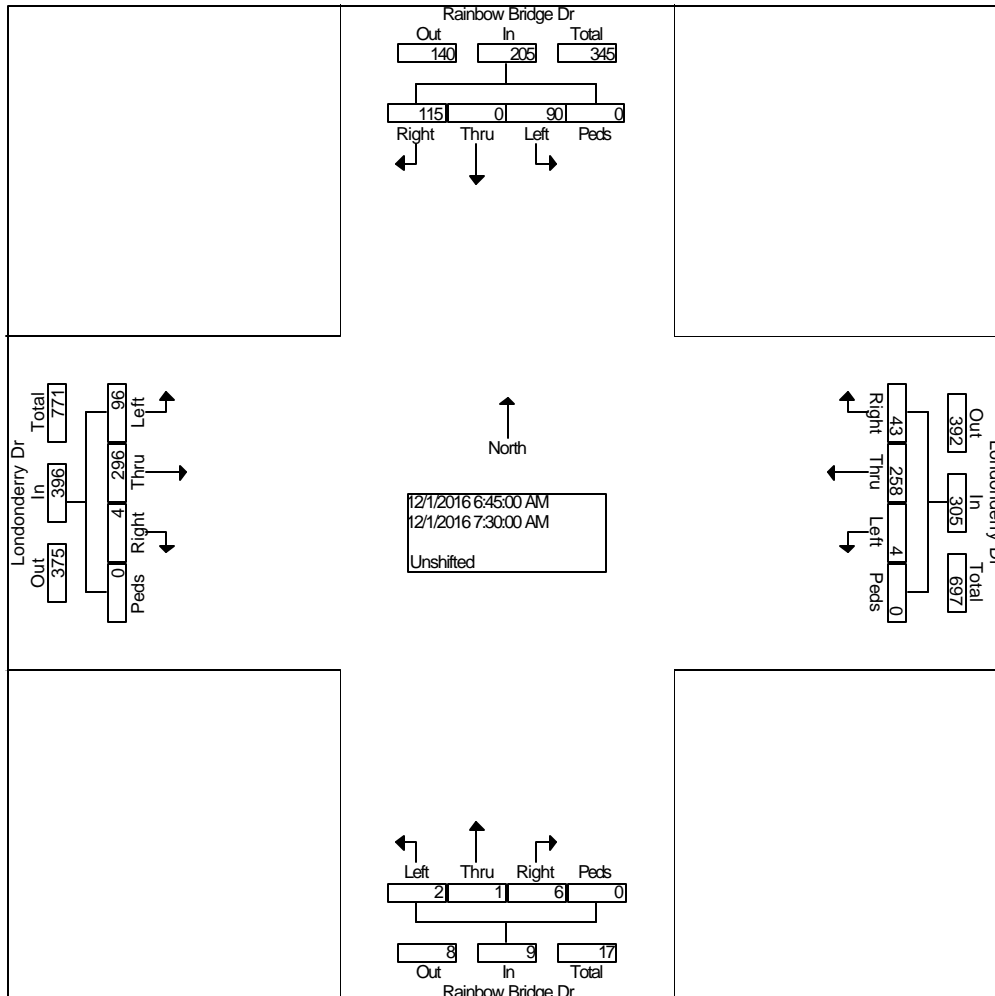 Rainbow Bridge Dr
Out In Total
140 205 345
115 0 90 0
Right Thru Left Peds
Londonderry Dr
Total In Out
771 396 375
96 296 4 0
Left Thru Right Peds
North
12/1/2016 6:45:00 AM
12/1/2016 7:30:00 AM
Unshifted
Right Thru Left Peds
43 258 4 0
392 305 697
Out In Total
Londonderry Dr
Left Thru Right Peds
2 1 6 0
8 9 17
Out In Total
Rainbow Bridge Dr